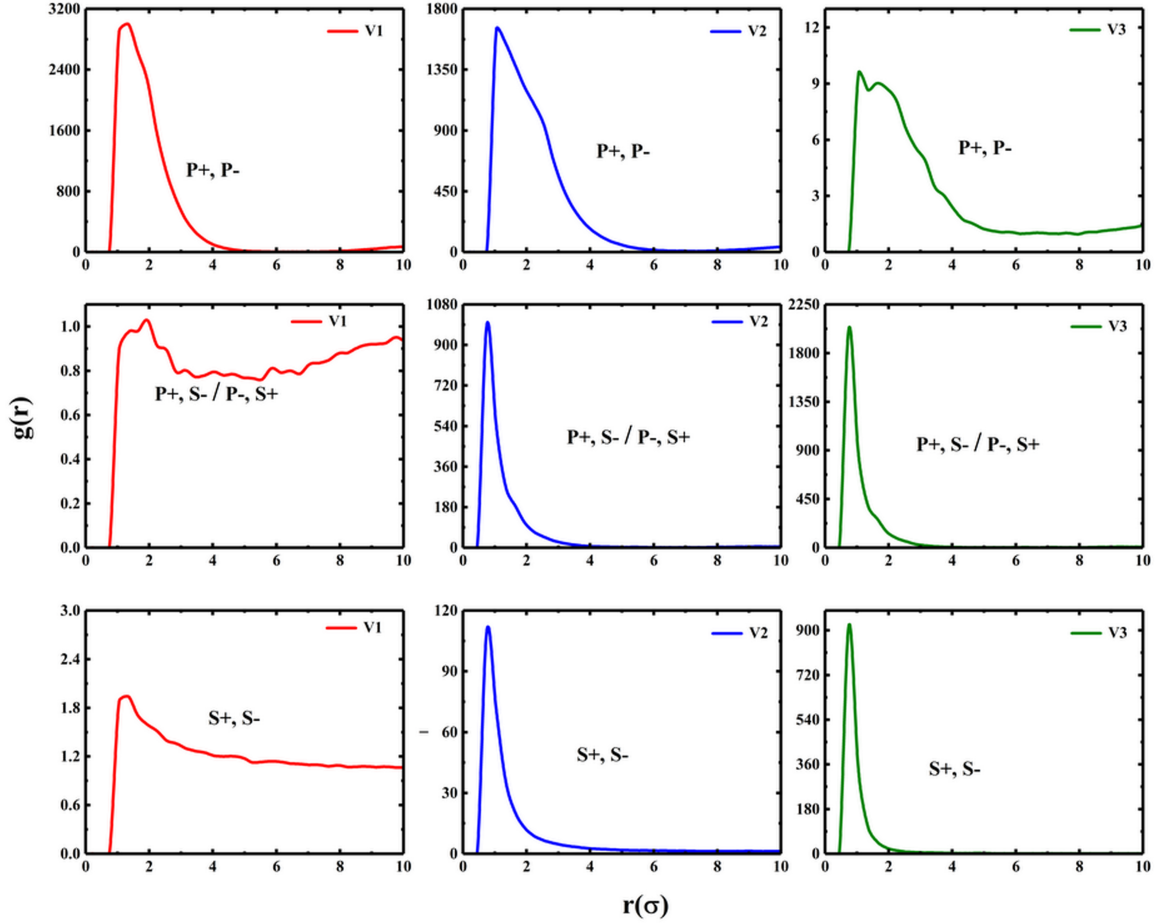 3200
2400
1600
800
0
V1
P+, P-
0 2 4 6 8 10
1800
1350
900
450
0
V2
P+, P-
0 2 4 6 8 10
12
9
6
3
0
V3
P+, P-
0 2 4 6 8 10
g(r)
1.0
0.8
0.6
0.4
0.2
0.0
V1
P+, S- / P-, S+
0 2 4 6 8 10
1080
900
720
540
360
180
0
V2
P+, S- / P-, S+
0 2 4 6 8 10
2250
1800
1350
900
450
0
V3
P+, S- / P-, S+
0 2 4 6 8 10
3.0
2.4
1.8
1.2
0.6
0.0
V1
S+, S-
0 2 4 6 8 10
120
90
60
30
0
V2
S+, S-
0 2 4 6 8 10
900
720
540
360
180
0
V3
S+, S-
0 2 4 6 8 10
r(σ)